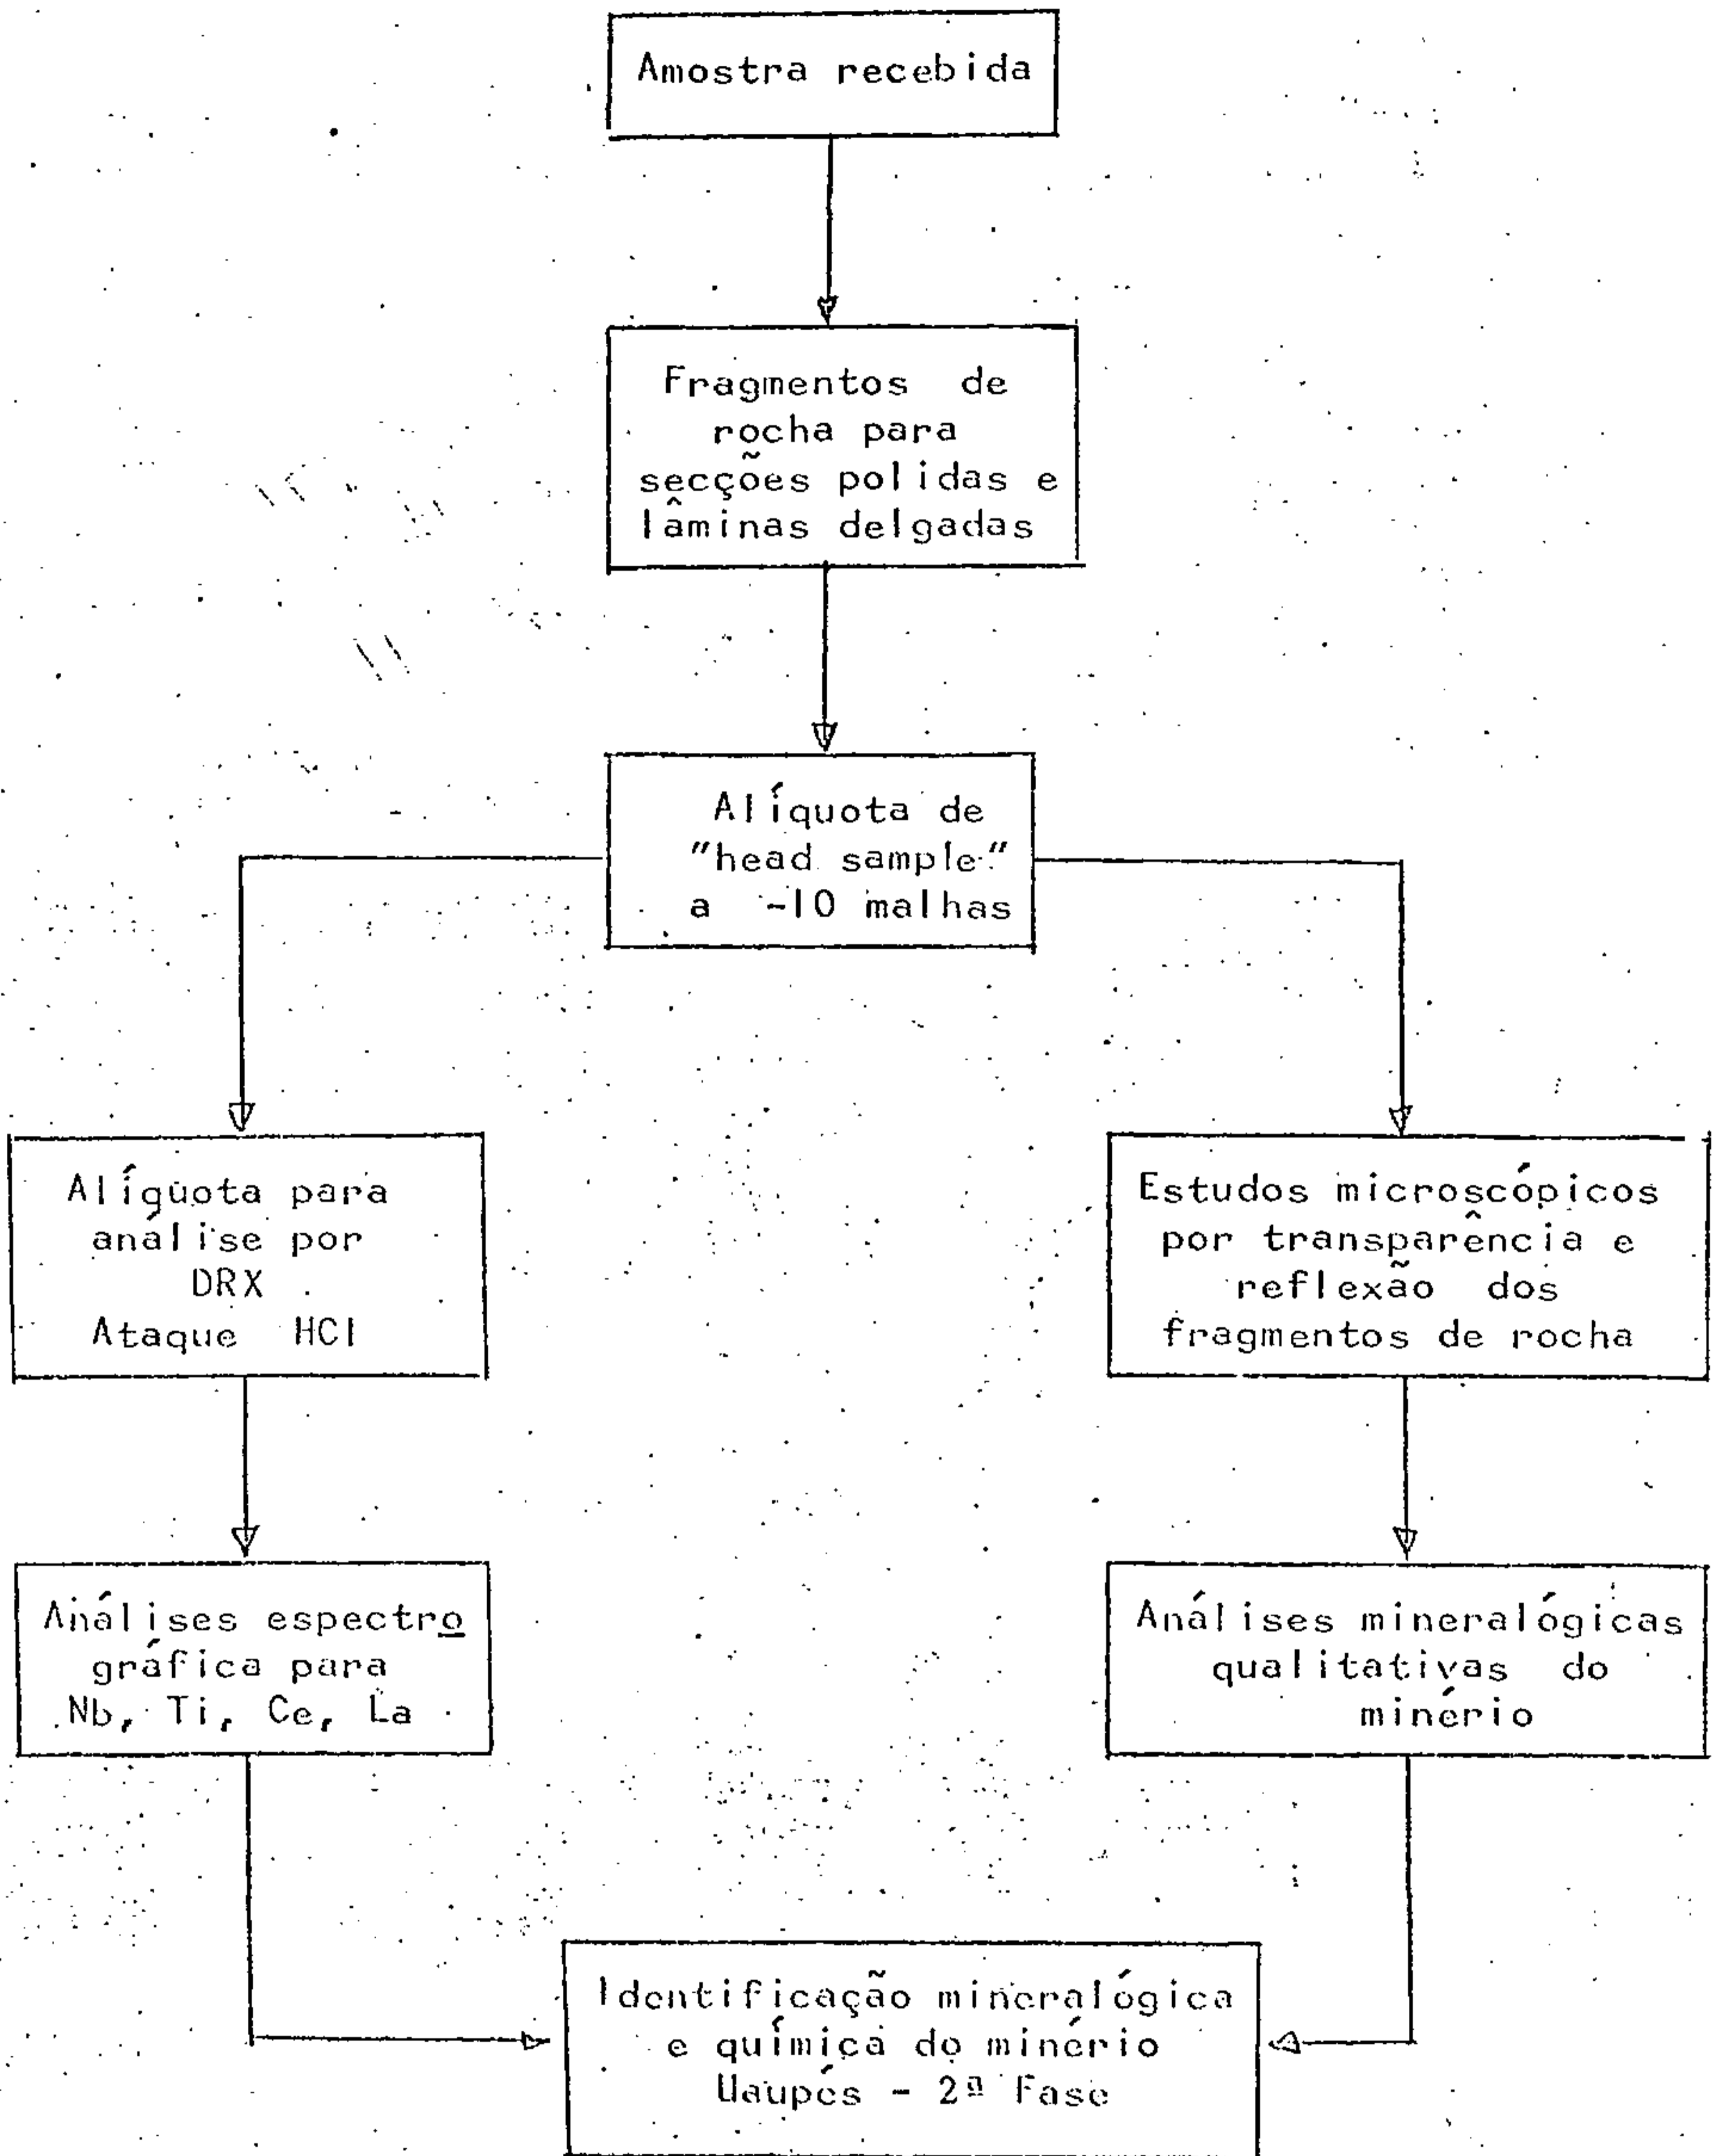 Amostra recebida
Fragmentos de
rocha para
secções polidas e
lâminas delgadas
Alíquota de
"head sample"
a -10 malhas
Alíquota para
análise por
DRX
Ataque HCl
Estudos microscópicos
por transparência e
reflexão dos
fragmentos de rocha
Análises espectro
gráfica para
Nb, Ti, Ce, La
Análises mineralógicas
qualitativas do
minério
Identificação mineralógica
e química do minério
Uaupés - 2ª Fase